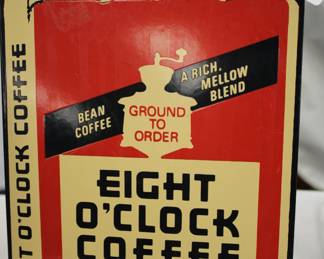 BEAN
COFFEE
A RICH,
MELLOW
BLEND
GROUND
TO
ORDER
EIGHT
O'CLOCK
COFFEE
T O'CLOCK COFFEE